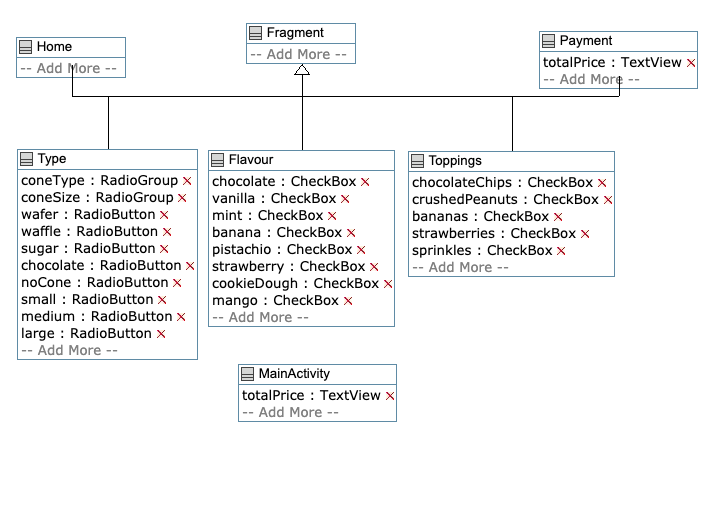 Home
-- Add More --
Fragment
-- Add More --
Payment
totalPrice : TextView
-- Add More --
Type
coneType : RadioGroup
coneSize : RadioGroup
wafer : RadioButton
waffle : RadioButton
sugar : RadioButton
chocolate : RadioButton
noCone : RadioButton
small : RadioButton
medium : RadioButton
large : RadioButton
-- Add More --
Flavour
chocolate : CheckBox
vanilla : CheckBox
mint : CheckBox
banana : CheckBox
pistachio : CheckBox
strawberry : CheckBox
cookieDough : CheckBox
mango : CheckBox
-- Add More --
Toppings
chocolateChips : CheckBox
crushedPeanuts : CheckBox
bananas : CheckBox
strawberries : CheckBox
sprinkles : CheckBox
-- Add More --
MainActivity
totalPrice : TextView
-- Add More --